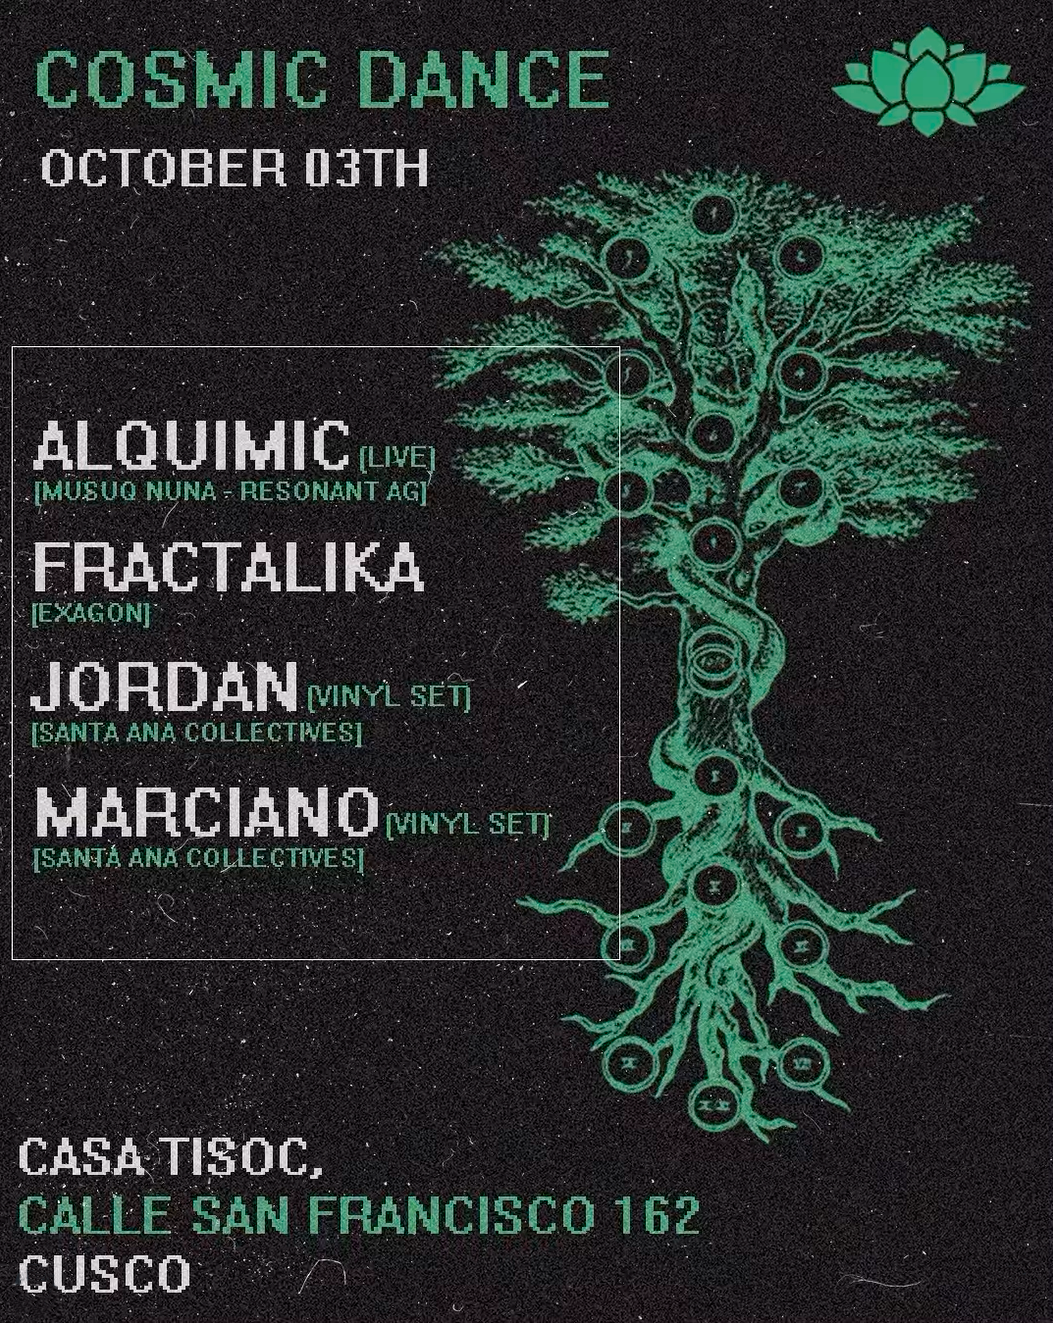 COSMIC DANCE
OCTOBER 03TH
ALQUIMIC [LIVE]
[MUSUQ NUNA - RESONANT AG]
FRACTALIKA
[EXAGON]
JORDAN [VINYL SET]
[SANTA ANA COLLECTIVES]
MARCIANO [VINYL SET]
[SANTA ANA COLLECTIVES]
CASA TISOC,
CALLE SAN FRANCISCO 162
CUSCO